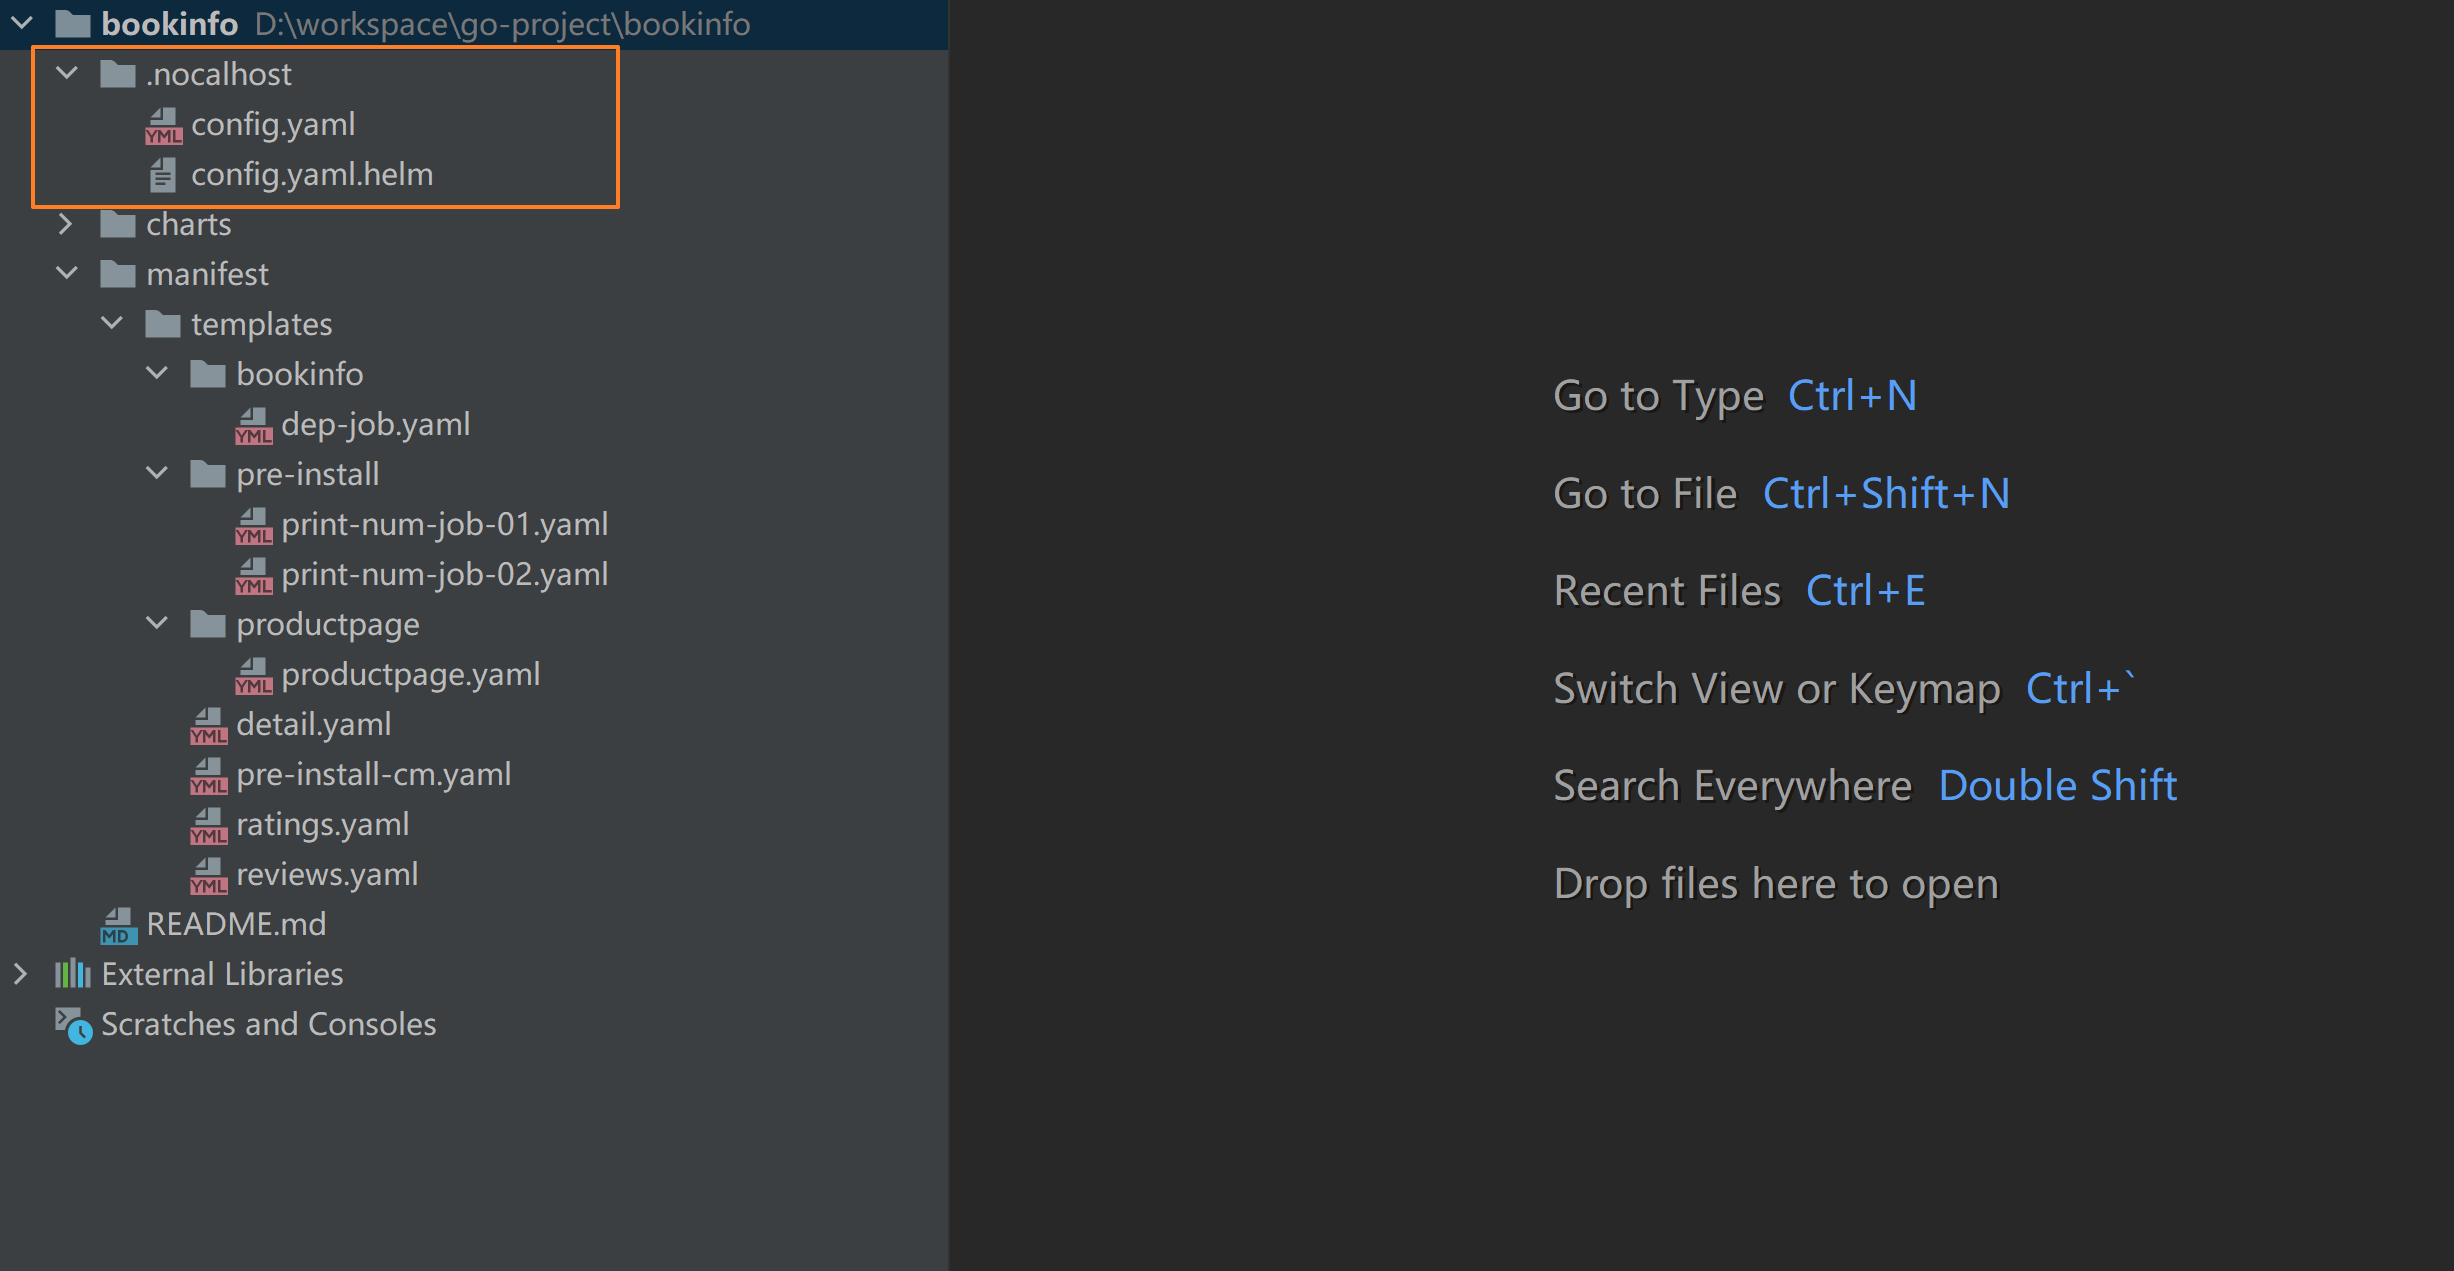 bookinfo D:\workspace\go-project\bookinfo
.nocalhost
YML config.yaml
config.yaml.helm
charts
manifest
templates
bookinfo
YML dep-job.yaml
pre-install
YML print-num-job-01.yaml
YML print-num-job-02.yaml
productpage
YML productpage.yaml
YML detail.yaml
YML pre-install-cm.yaml
YML ratings.yaml
YML reviews.yaml
MD README.md
External Libraries
Scratches and Consoles
Go to Type Ctrl+N
Go to File Ctrl+Shift+N
Recent Files Ctrl+E
Switch View or Keymap Ctrl+`
Search Everywhere Double Shift
Drop files here to open